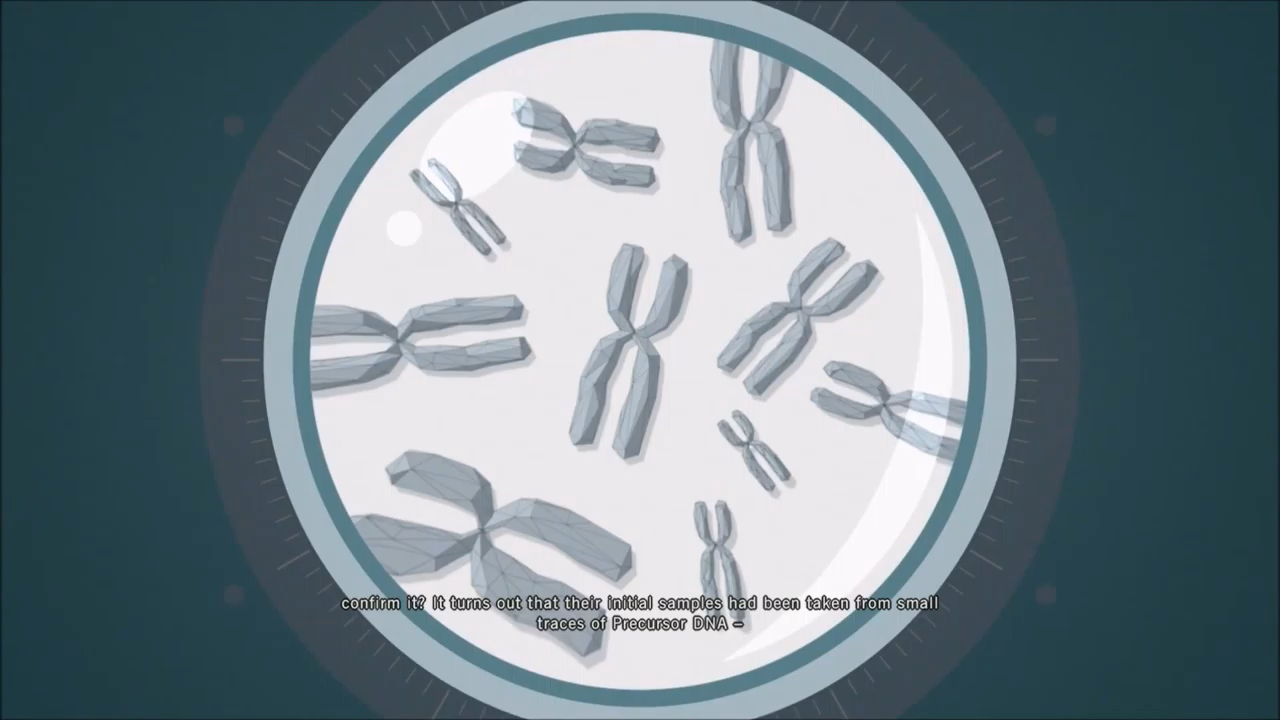 confirm it? It turns out that their initial samples had been taken from small
traces of Precursor DNA –